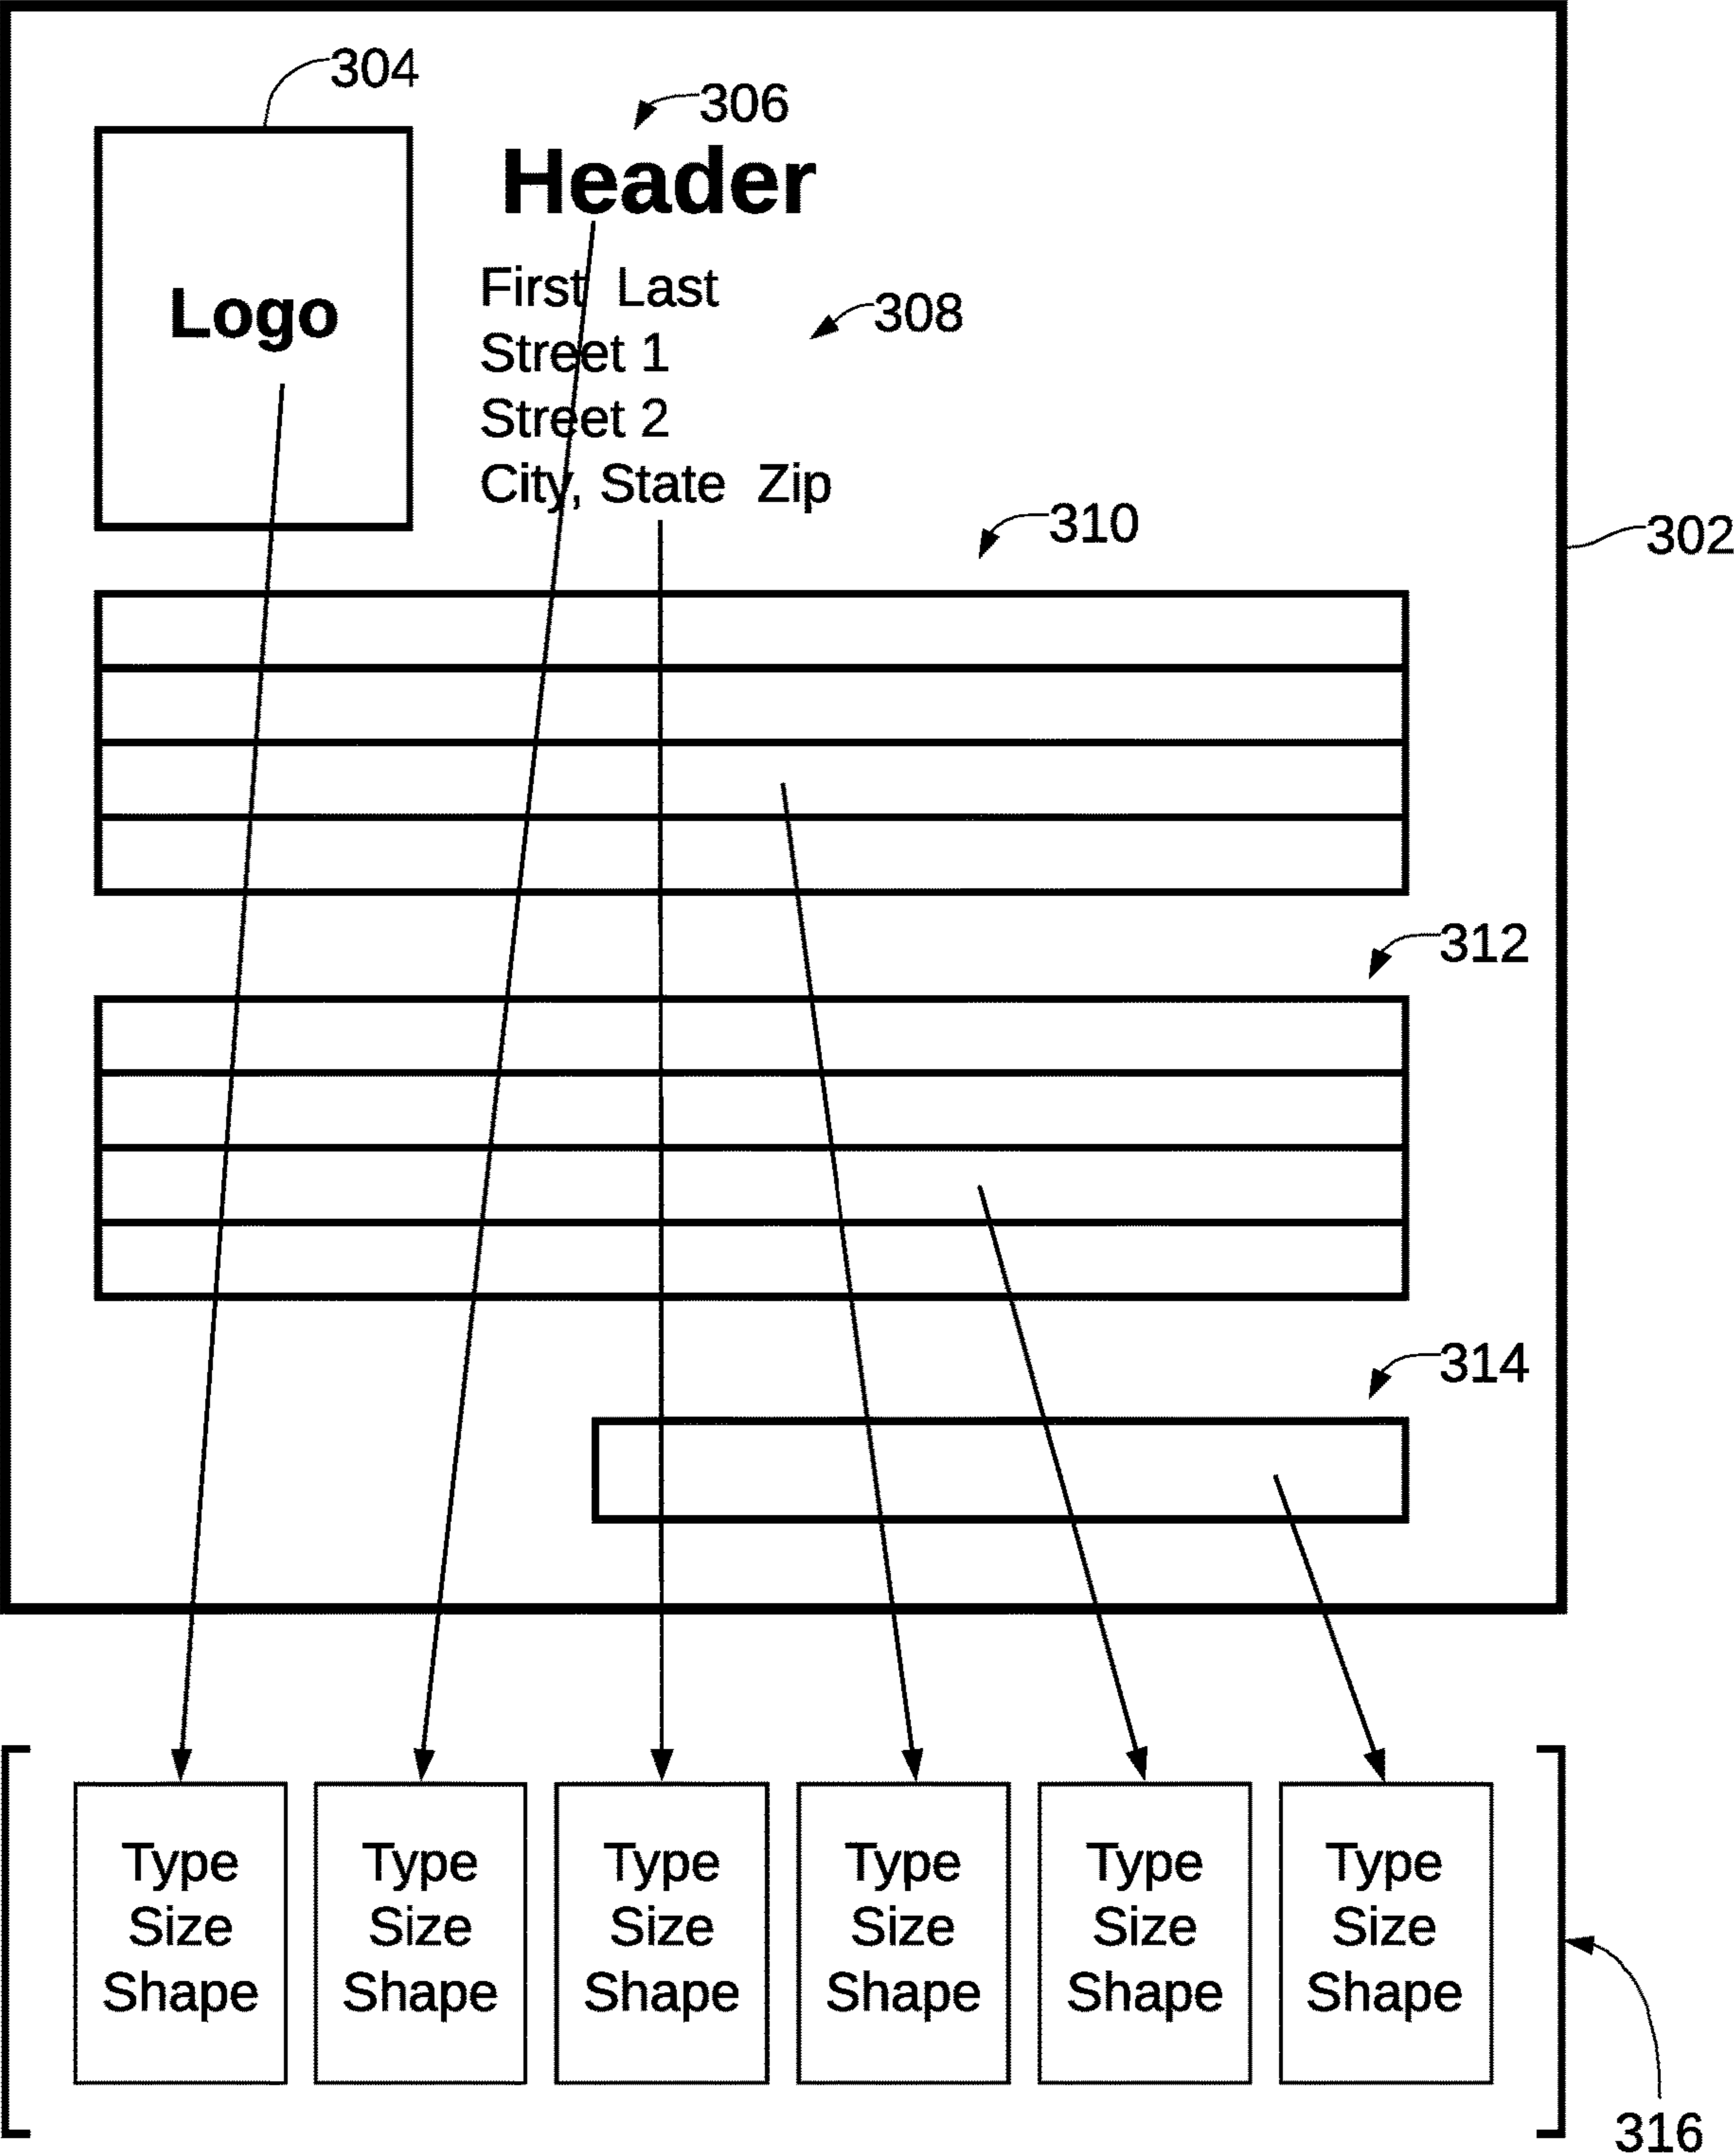 304
306
Header
Logo
First Last
308
Street 1
Street 2
City, State Zip
310
302
312
314
Type Size Shape
Type Size Shape
Type Size Shape
Type Size Shape
Type Size Shape
Type Size Shape
316